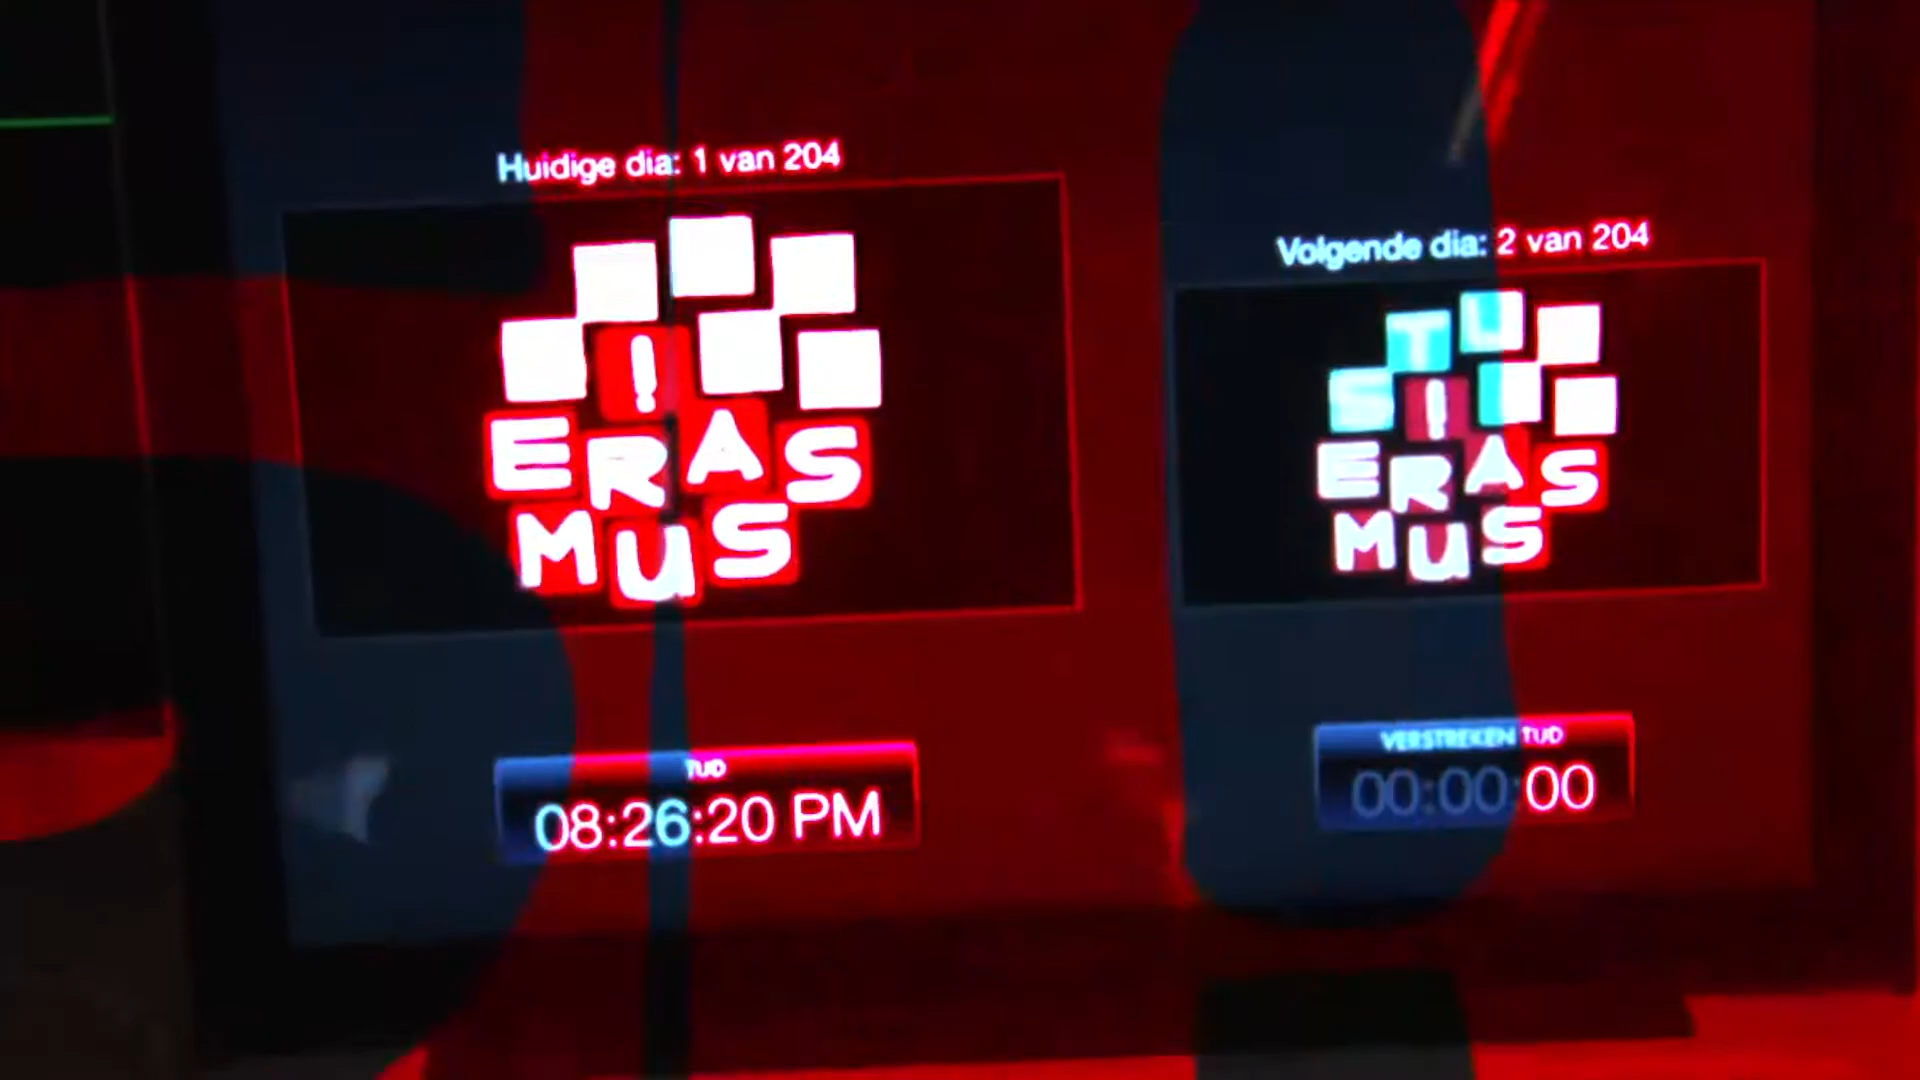 Huidige dia: 1 van 204
!
ERAS
MUS
TIJD
08:26:20 PM
Volgende dia: 2 van 204
TU
S!
ERAS
MUS
VERSTREKEN TIJD
00:00:00